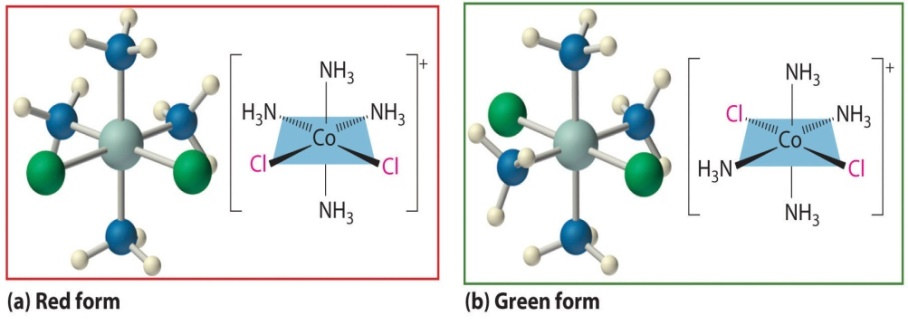 NH₃
H₃N
NH₃
Co
Cl
Cl
NH₃
+
(a) Red form
NH₃
Cl
NH₃
Co
H₃N
Cl
NH₃
+
(b) Green form